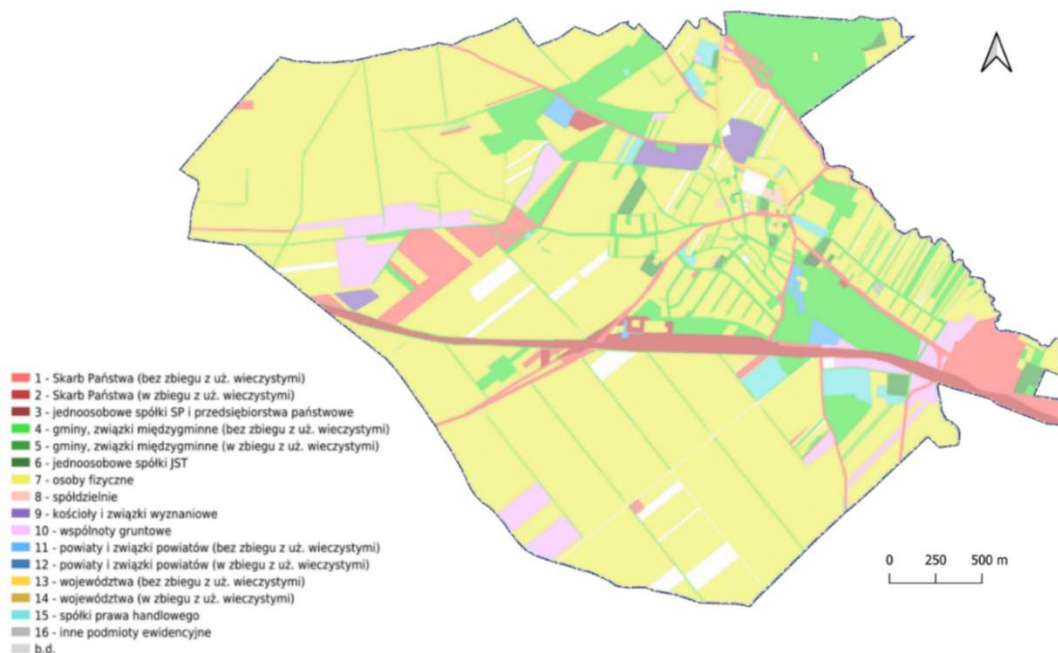 1 - Skarb Państwa (bez zbiegu z uż. wieczystymi)
2 - Skarb Państwa (w zbiegu z uż. wieczystymi)
3 - jednoosobowe spółki SP i przedsiębiorstwa państwowe
4 - gminy, związki międzygminne (bez zbiegu z uż. wieczystymi)
5 - gminy, związki międzygminne (w zbiegu z uż. wieczystymi)
6 - jednoosobowe spółki JST
7 - osoby fizyczne
8 - spółdzielnie
9 - kościoły i związki wyznaniowe
10 - wspólnoty gruntowe
11 - powiaty i związki powiatów (bez zbiegu z uż. wieczystymi)
12 - powiaty i związki powiatów (w zbiegu z uż. wieczystymi)
13 - województwa (bez zbiegu z uż. wieczystymi)
14 - województwa (w zbiegu z uż. wieczystymi)
15 - spółki prawa handlowego
16 - inne podmioty ewidencyjne
b.d.
0 250 500 m